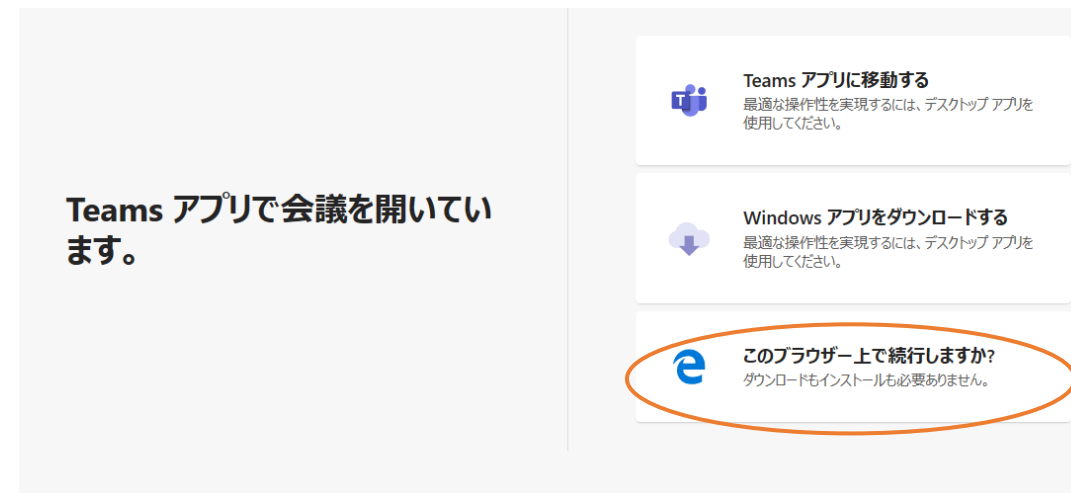 Teams アプリで会議を開いてい
ます。
Teams アプリに移動する
最適な操作性を実現するには、デスクトップ アプリを
使用してください。
Windows アプリをダウンロードする
最適な操作性を実現するには、デスクトップ アプリを
使用してください。
このブラウザー上で続行しますか?
ダウンロードもインストールも必要ありません。